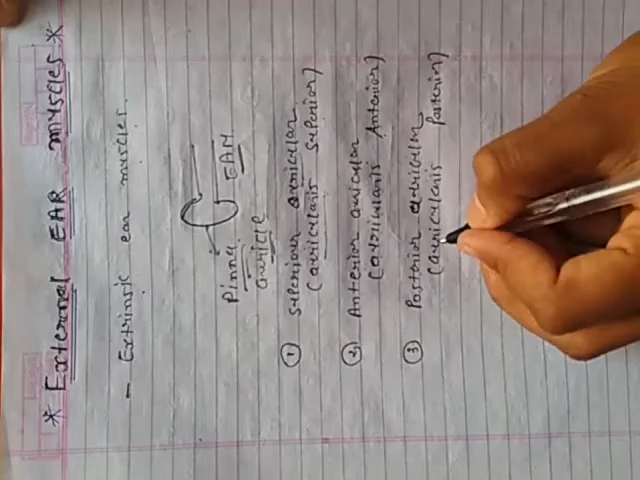 * External EAR muscles *
- Extrinsic ear muscles.
EAM
Pinna
auricle
① Superiour auricular
(auricularis superior)
② Anterior auricular
(auricularis Anterior)
③ Posterior auricular
(auricularis posterior)